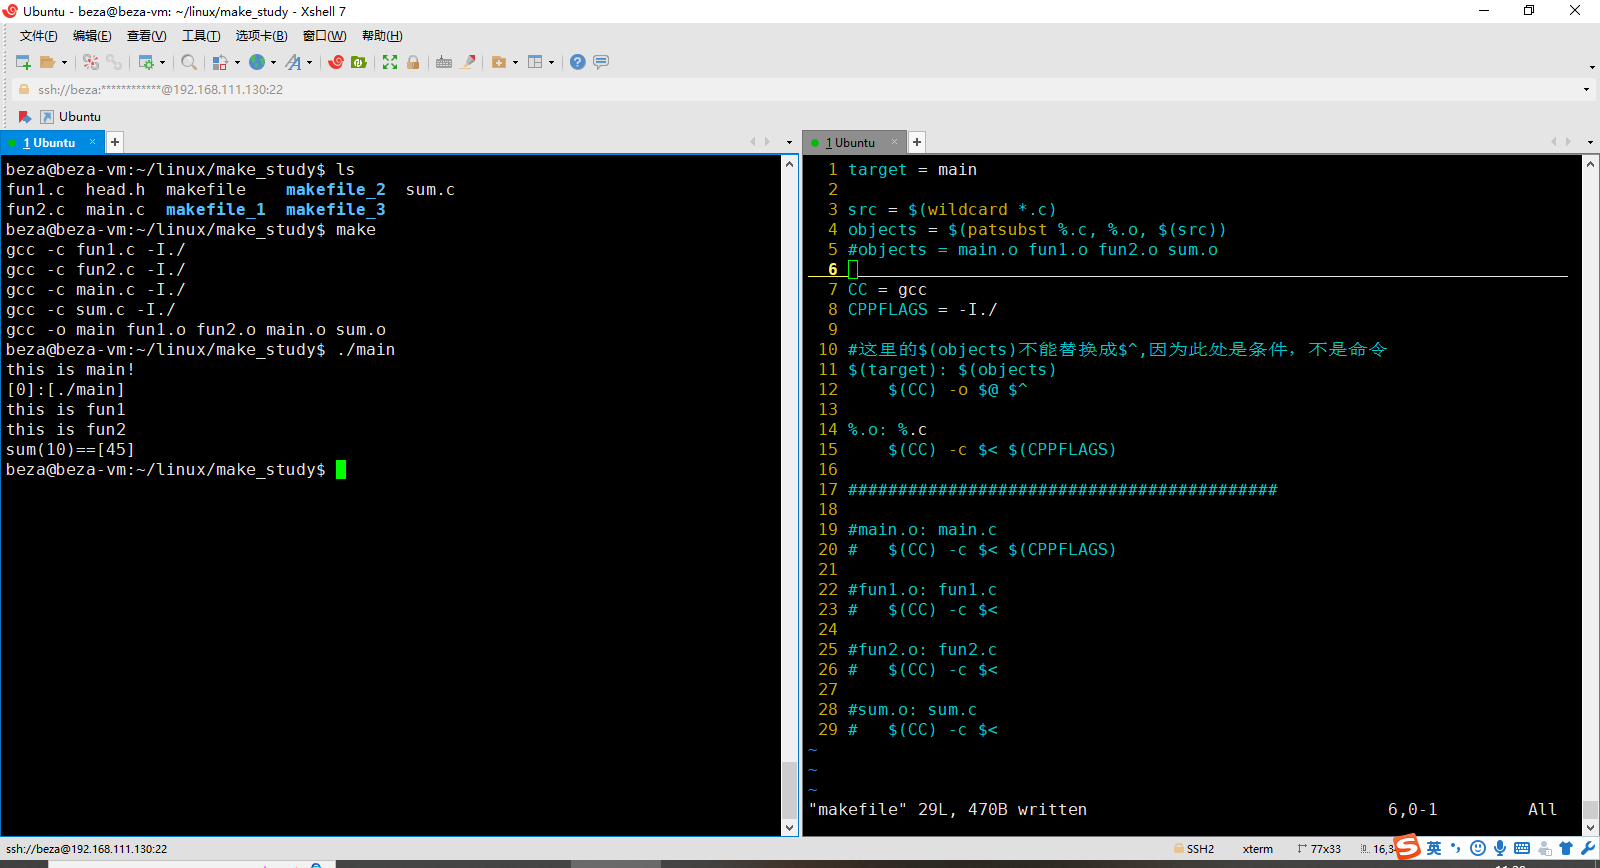 Ubuntu - beza@beza-vm: ~/linux/make_study - Xshell 7
文件(F) 编辑(E) 查看(V) 工具(T) 选项卡(B) 窗口(W) 帮助(H)
ssh://beza:************@192.168.111.130:22
Ubuntu
1 Ubuntu
beza@beza-vm:~/linux/make_study$ ls
fun1.c head.h makefile makefile_2 sum.c
fun2.c main.c makefile_1 makefile_3
beza@beza-vm:~/linux/make_study$ make
gcc -c fun1.c -I./
gcc -c fun2.c -I./
gcc -c main.c -I./
gcc -c sum.c -I./
gcc -o main fun1.o fun2.o main.o sum.o
beza@beza-vm:~/linux/make_study$ ./main
this is main!
[0]:[./main]
this is fun1
this is fun2
sum(10)==[45]
beza@beza-vm:~/linux/make_study$
1 Ubuntu
1 target = main
2
3 src = $(wildcard *.c)
4 objects = $(patsubst %.c, %.o, $(src))
5 #objects = main.o fun1.o fun2.o sum.o
6
7 CC = gcc
8 CPPFLAGS = -I./
9
10 #这里的$(objects)不能替换成$^,因为此处是条件，不是命令
11 $(target): $(objects)
12 $(CC) -o $@ $^
13
14 %.o: %.c
15 $(CC) -c $< $(CPPFLAGS)
16
17 ###########################################
18
19 #main.o: main.c
20 # $(CC) -c $< $(CPPFLAGS)
21
22 #fun1.o: fun1.c
23 # $(CC) -c $<
24
25 #fun2.o: fun2.c
26 # $(CC) -c $<
27
28 #sum.o: sum.c
29 # $(CC) -c $<
~
~
~
"makefile" 29L, 470B written 6,0-1 All
ssh://beza@192.168.111.130:22 SSH2 xterm 77x33 英